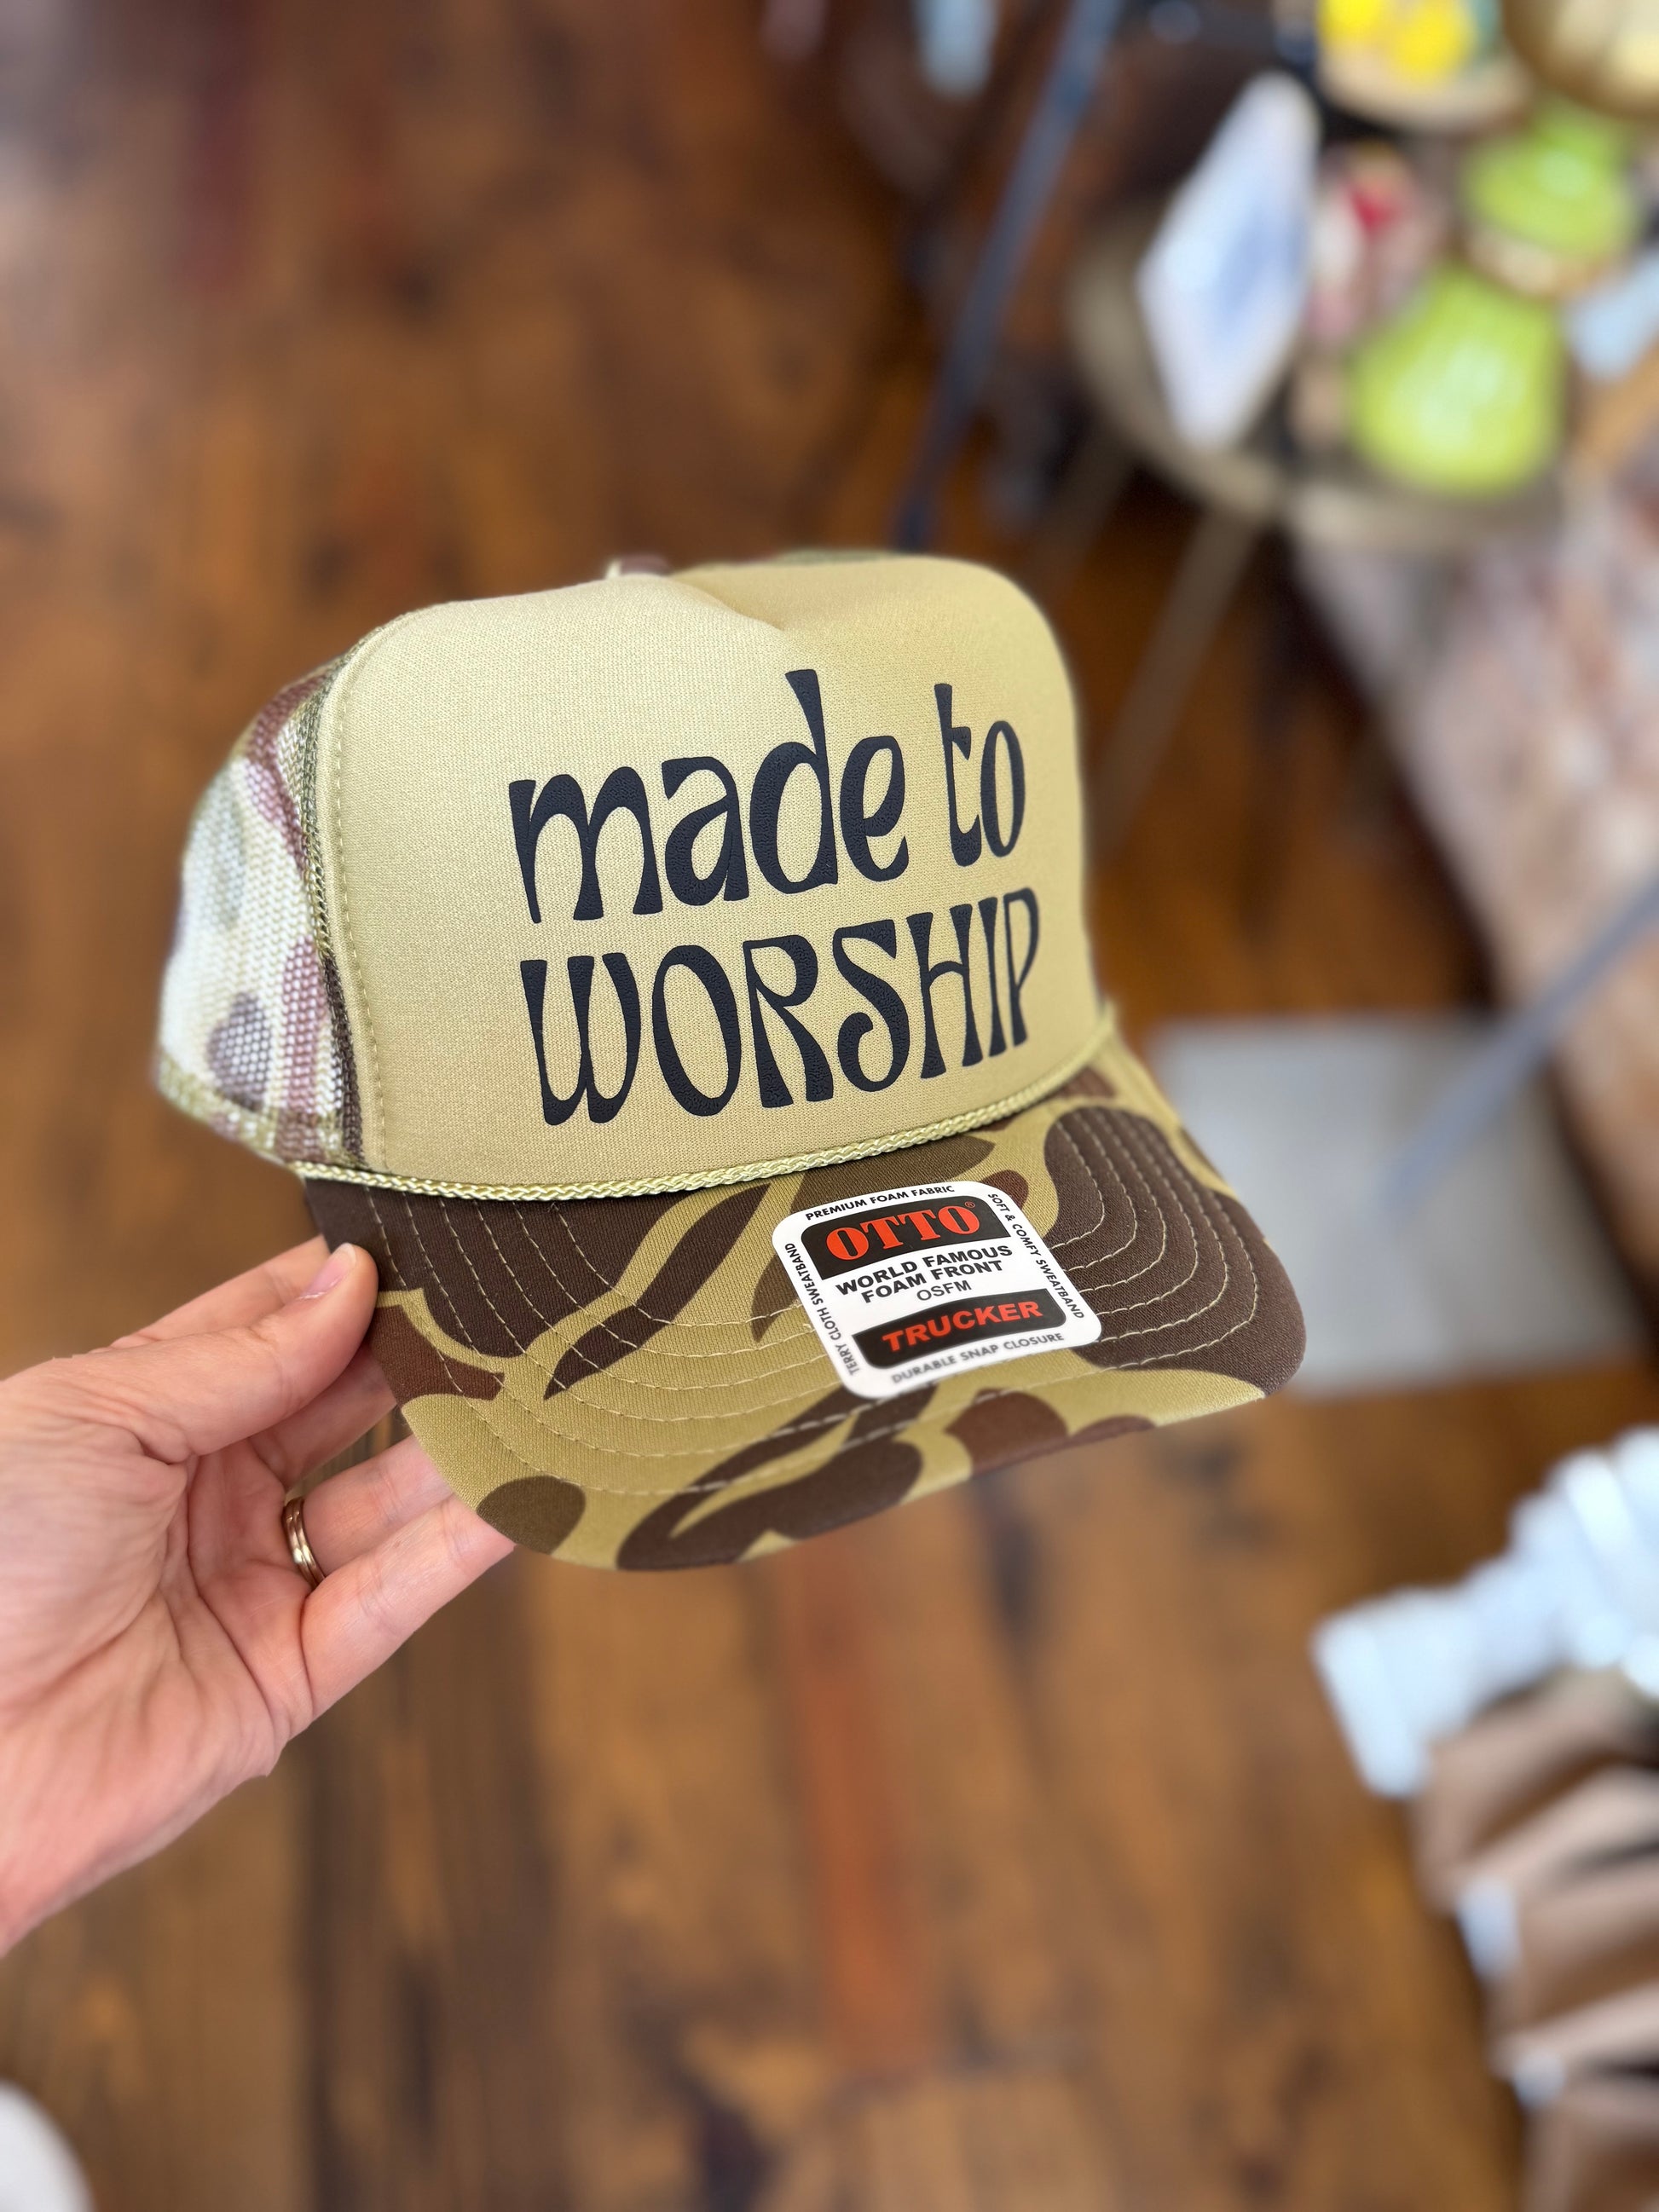 made to
WORSHIP
PREMIUM FOAM FABRIC
OTTO®
WORLD FAMOUS
FOAM FRONT
OSFM
TRUCKER
DURABLE SNAP CLOSURE
TERRY CLOTH SWEATBAND
SOFT & COMFY SWEATBAND